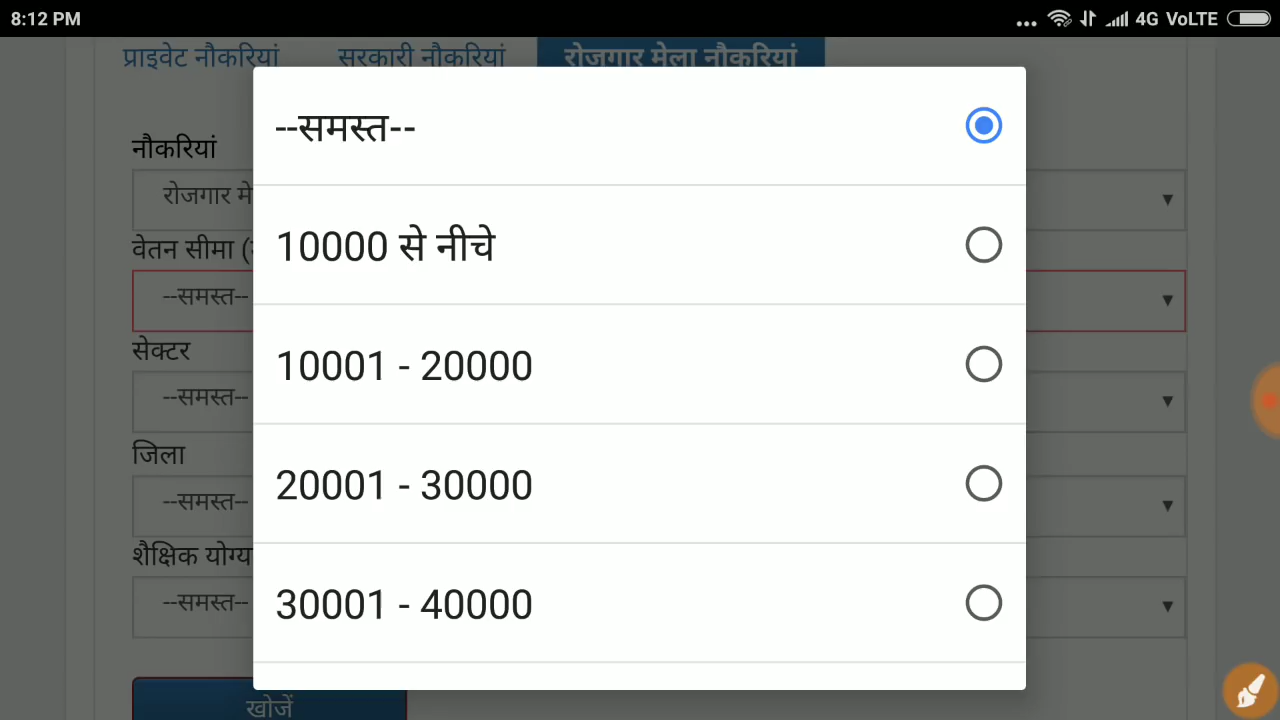 8:12 PM
... 4G VoLTE
प्राइवेट नौकरियां
सरकारी नौकरियां
रोजगार मेला नौकरियां
--समस्त--
नौकरियां
रोजगार मे
10000 से नीचे
वेतन सीमा (
--समस्त--
सेक्टर
10001 - 20000
--समस्त--
जिला
20001 - 30000
--समस्त--
शैक्षिक योग्य
30001 - 40000
--समस्त--
खोजें